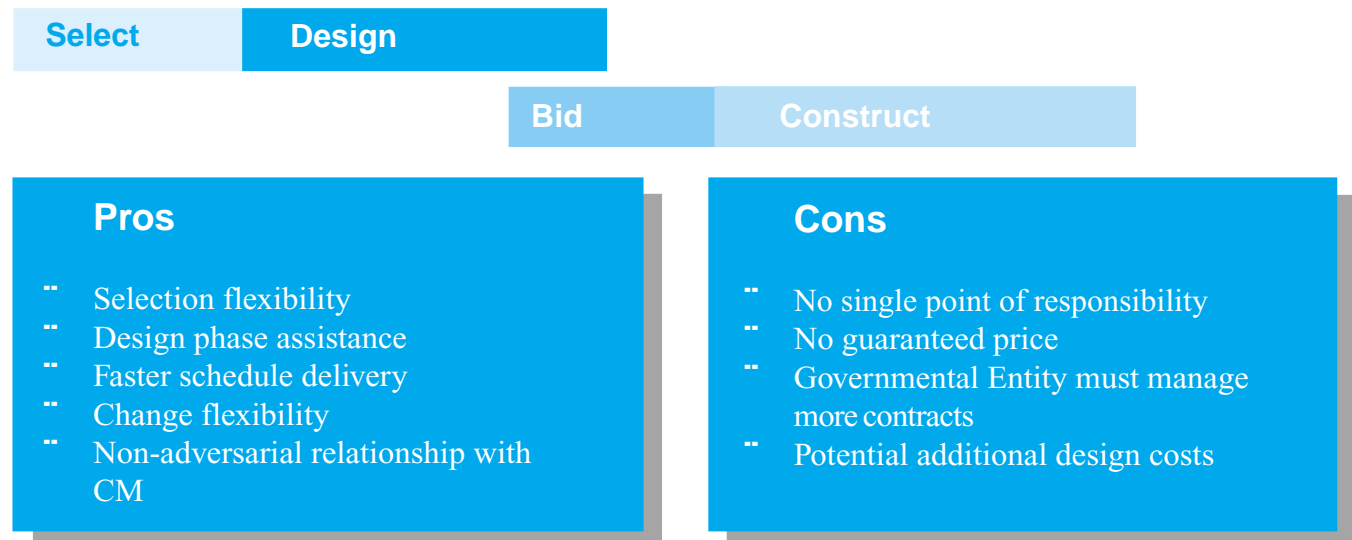 Select Design
Bid Construct
Pros
-- Selection flexibility
-- Design phase assistance
-- Faster schedule delivery
-- Change flexibility
-- Non-adversarial relationship with
CM
Cons
-- No single point of responsibility
-- No guaranteed price
-- Governmental Entity must manage
more contracts
-- Potential additional design costs